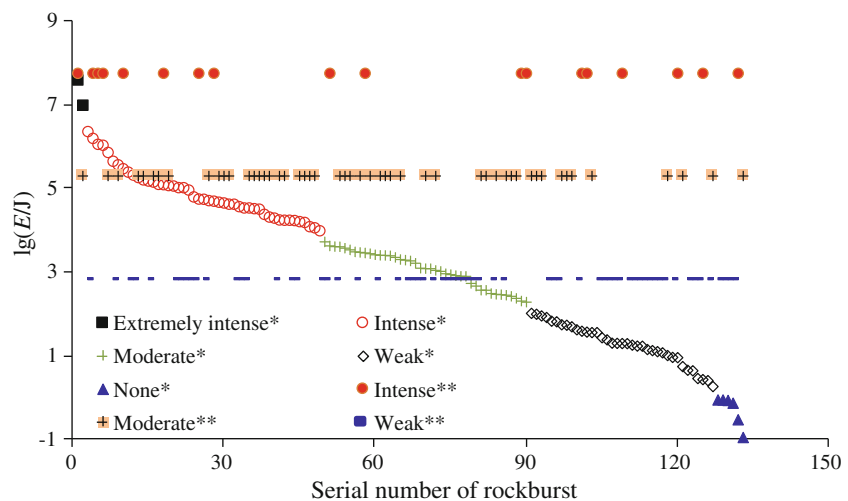 9
7
5
3
1
-1
lg(E/J)
Extremely intense*
Intense*
Moderate*
Weak*
None*
Intense**
Moderate**
Weak**
0
30
60
90
120
150
Serial number of rockburst